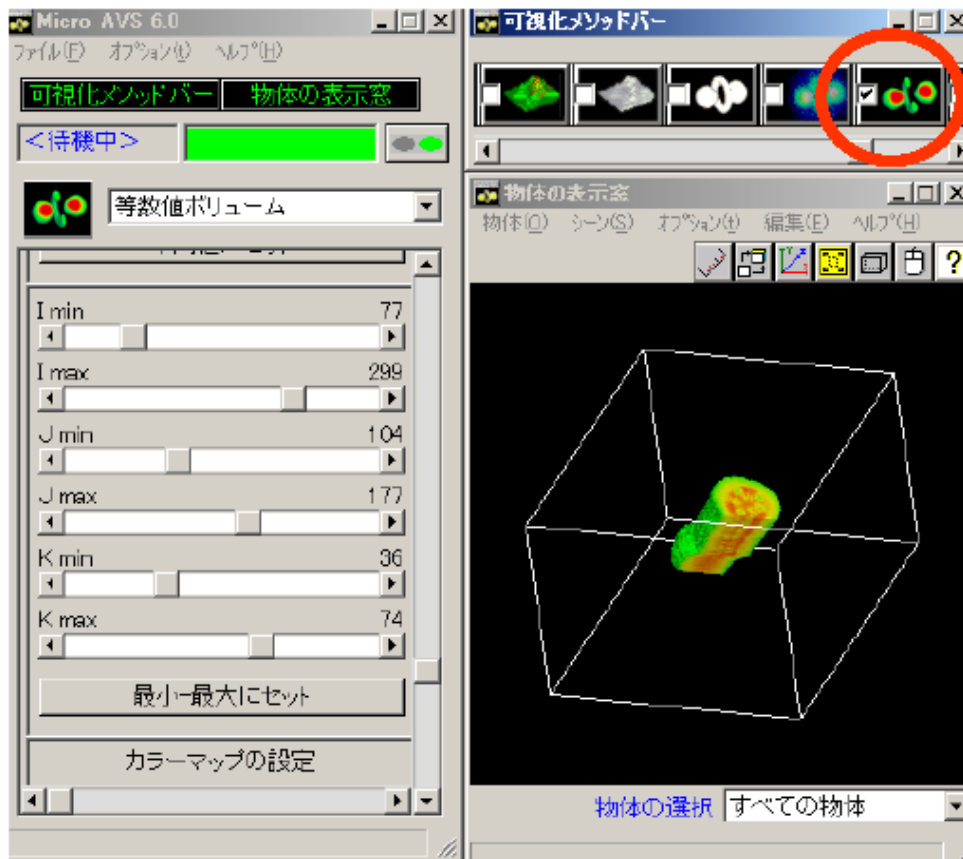 Micro AVS 6.0
ファイル(F) オプション(t) ヘルプ(H)
可視化メソッドバー 物体の表示窓
<待機中>
等数値ボリューム
I min 77
I max 299
J min 104
J max 177
K min 36
K max 74
最小-最大にセット
カラーマップの設定
可視化メソッドバー
物体の表示窓
物体(O) シーン(S) オプション(t) 編集(E) ヘルプ(H)
?
物体の選択 すべての物体